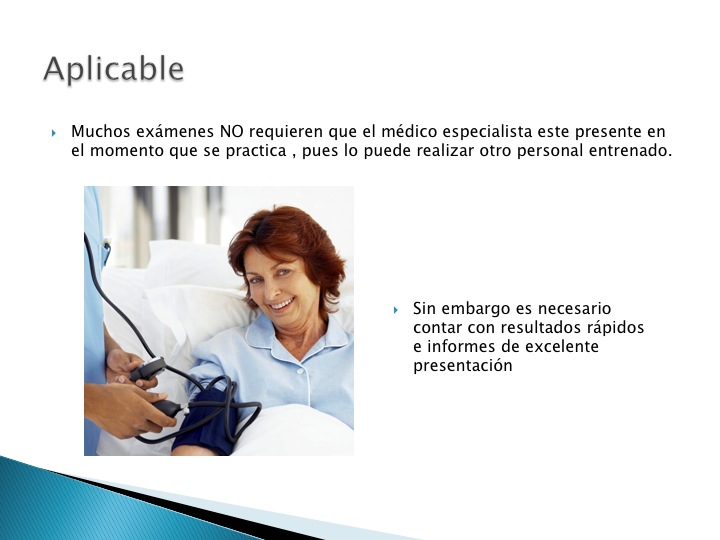 Aplicable
Muchos exámenes NO requieren que el médico especialista este presente en
el momento que se practica , pues lo puede realizar otro personal entrenado.
Sin embargo es necesario
contar con resultados rápidos
e informes de excelente
presentación